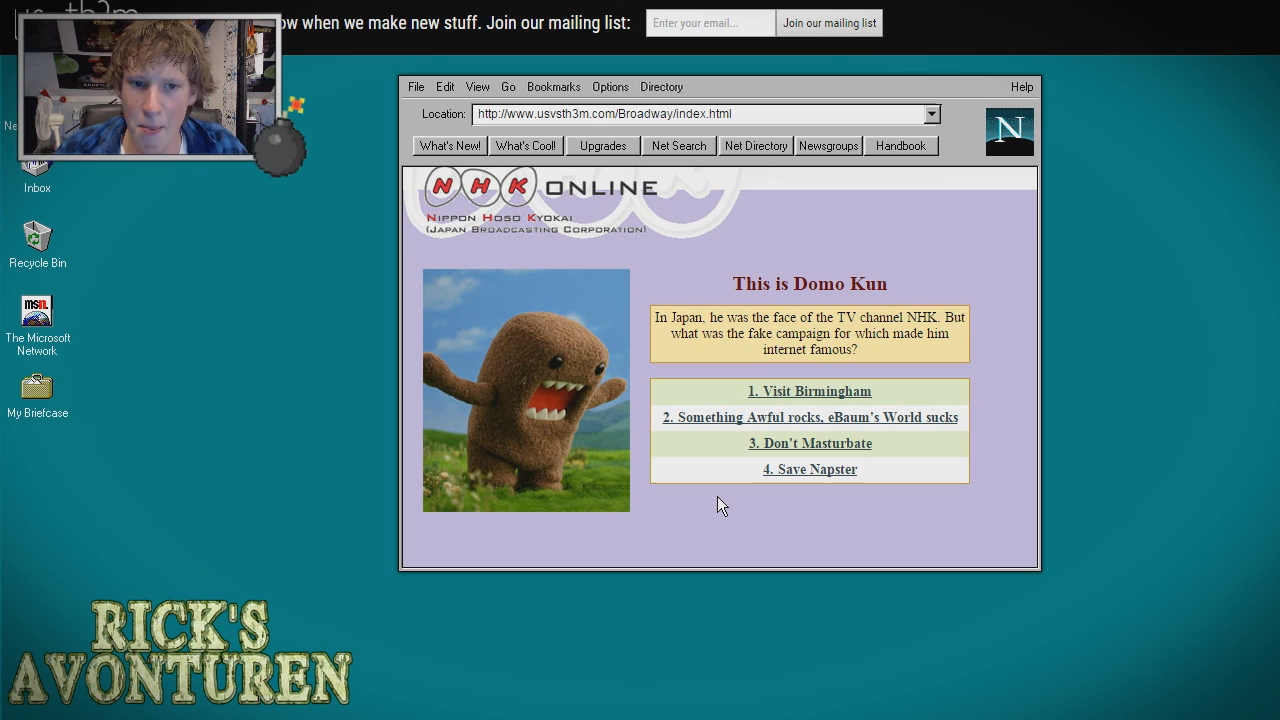 ow when we make new stuff. Join our mailing list:
Enter your email...
Join our mailing list
File Edit View Go Bookmarks Options Directory Help
Location: http://www.usvsth3m.com/Broadway/index.html
N
What's New! What's Cool! Upgrades Net Search Net Directory Newsgroups Handbook
Inbox
Recycle Bin
msn.
The Microsoft
Network
My Briefcase
NHK ONLINE
NIPPON HOSO KYOKAI
(JAPAN BROADCASTING CORPORATION)
This is Domo Kun
In Japan, he was the face of the TV channel NHK. But
what was the fake campaign for which made him
internet famous?
1. Visit Birmingham
2. Something Awful rocks, eBaum's World sucks
3. Don't Masturbate
4. Save Napster
RICK'S
AVONTUREN